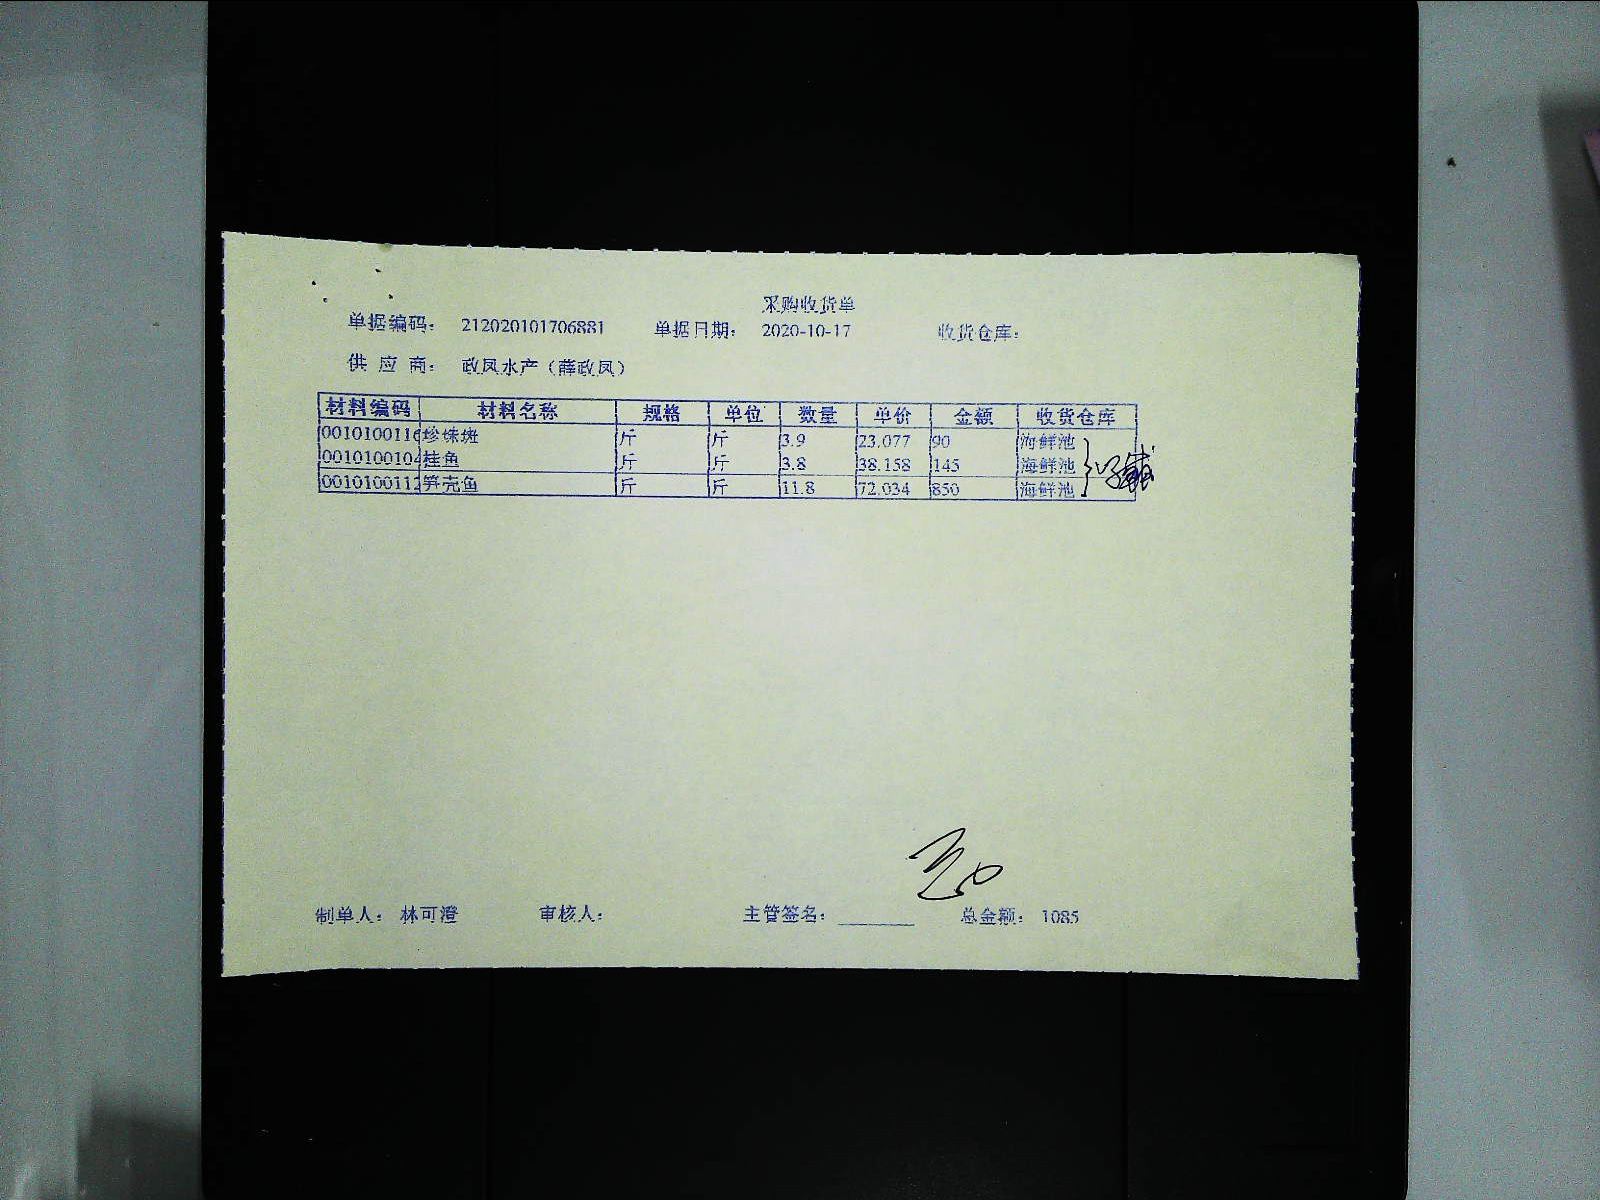 采购收货单
单据编码： 212020101706881 单据日期： 2020-10-17 收货仓库：
供 应 商： 政凤水产（薛政凤）
材料编码 材料名称 规格 单位 数量 单价 金额 收货仓库
0010100116 珍珠斑 斤 斤 3.9 23.077 90 海鲜池
0010100104 桂鱼 斤 斤 3.8 38.158 145 海鲜池
0010100112 笋壳鱼 斤 斤 11.8 72.034 850 海鲜池
制单人： 林可澄 审核人： 主管签名： 总金额： 1085